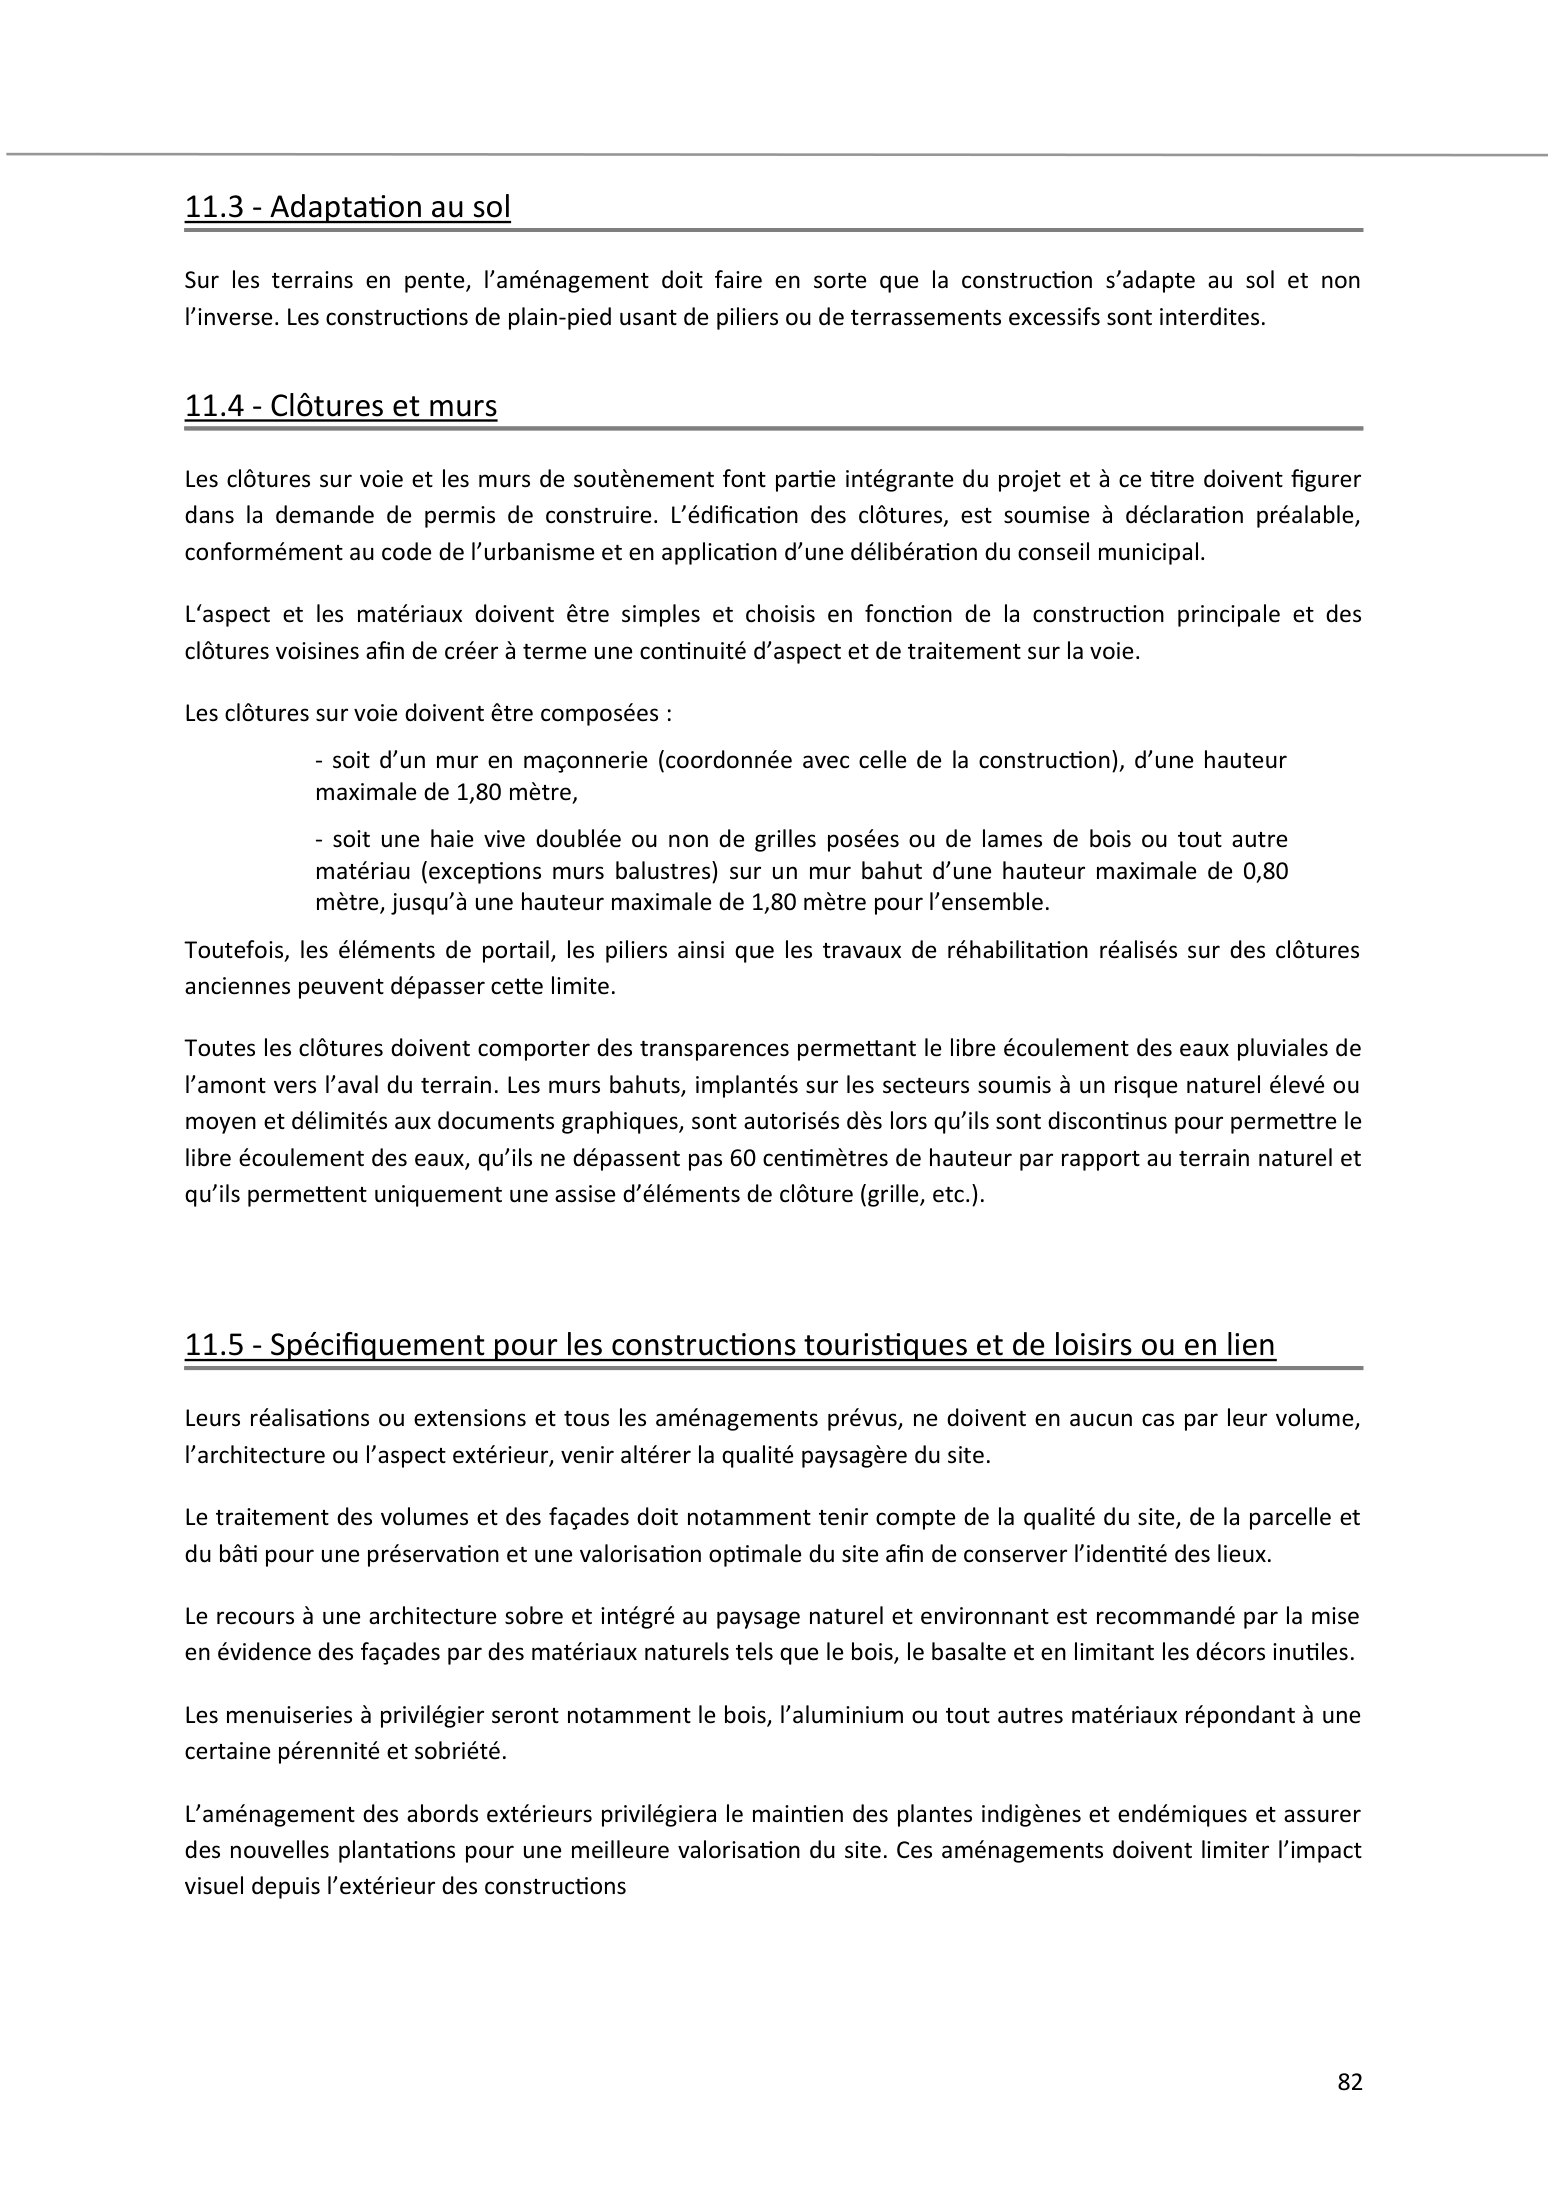 11.3 - Adaptation au sol
Sur les terrains en pente, l’aménagement doit faire en sorte que la construction s’adapte au sol et non
l’inverse. Les constructions de plain-pied usant de piliers ou de terrassements excessifs sont interdites.
11.4 - Clôtures et murs
Les clôtures sur voie et les murs de soutènement font partie intégrante du projet et à ce titre doivent figurer
dans la demande de permis de construire. L’édification des clôtures, est soumise à déclaration préalable,
conformément au code de l’urbanisme et en application d’une délibération du conseil municipal.
L‘aspect et les matériaux doivent être simples et choisis en fonction de la construction principale et des
clôtures voisines afin de créer à terme une continuité d’aspect et de traitement sur la voie.
Les clôtures sur voie doivent être composées :
- soit d’un mur en maçonnerie (coordonnée avec celle de la construction), d’une hauteur
maximale de 1,80 mètre,
- soit une haie vive doublée ou non de grilles posées ou de lames de bois ou tout autre
matériau (exceptions murs balustres) sur un mur bahut d’une hauteur maximale de 0,80
mètre, jusqu’à une hauteur maximale de 1,80 mètre pour l’ensemble.
Toutefois, les éléments de portail, les piliers ainsi que les travaux de réhabilitation réalisés sur des clôtures
anciennes peuvent dépasser cette limite.
Toutes les clôtures doivent comporter des transparences permettant le libre écoulement des eaux pluviales de
l’amont vers l’aval du terrain. Les murs bahuts, implantés sur les secteurs soumis à un risque naturel élevé ou
moyen et délimités aux documents graphiques, sont autorisés dès lors qu’ils sont discontinus pour permettre le
libre écoulement des eaux, qu’ils ne dépassent pas 60 centimètres de hauteur par rapport au terrain naturel et
qu’ils permettent uniquement une assise d’éléments de clôture (grille, etc.).
11.5 - Spécifiquement pour les constructions touristiques et de loisirs ou en lien
Leurs réalisations ou extensions et tous les aménagements prévus, ne doivent en aucun cas par leur volume,
l’architecture ou l’aspect extérieur, venir altérer la qualité paysagère du site.
Le traitement des volumes et des façades doit notamment tenir compte de la qualité du site, de la parcelle et
du bâti pour une préservation et une valorisation optimale du site afin de conserver l’identité des lieux.
Le recours à une architecture sobre et intégré au paysage naturel et environnant est recommandé par la mise
en évidence des façades par des matériaux naturels tels que le bois, le basalte et en limitant les décors inutiles.
Les menuiseries à privilégier seront notamment le bois, l’aluminium ou tout autres matériaux répondant à une
certaine pérennité et sobriété.
L’aménagement des abords extérieurs privilégiera le maintien des plantes indigènes et endémiques et assurer
des nouvelles plantations pour une meilleure valorisation du site. Ces aménagements doivent limiter l’impact
visuel depuis l’extérieur des constructions
82